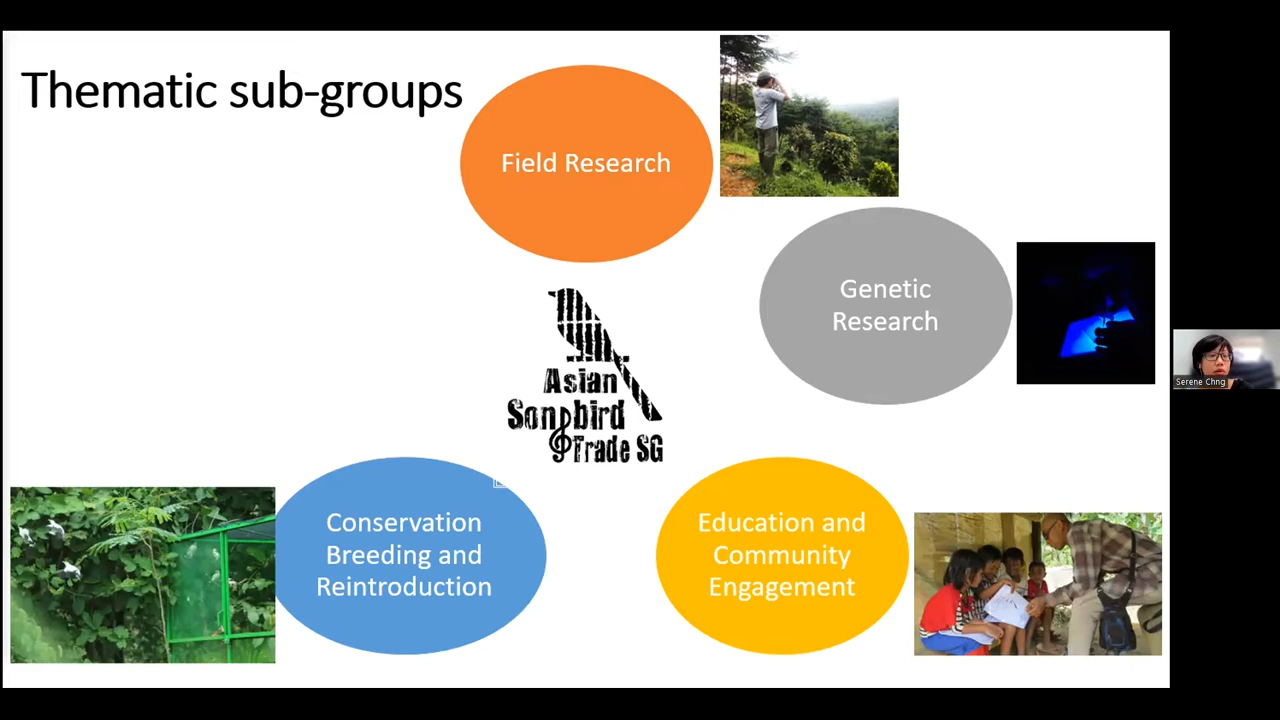 Thematic sub-groups
Field Research
Genetic
Research
Asian
Songbird
Trade SG
Conservation
Breeding and
Reintroduction
Education and
Community
Engagement
Serene Chng